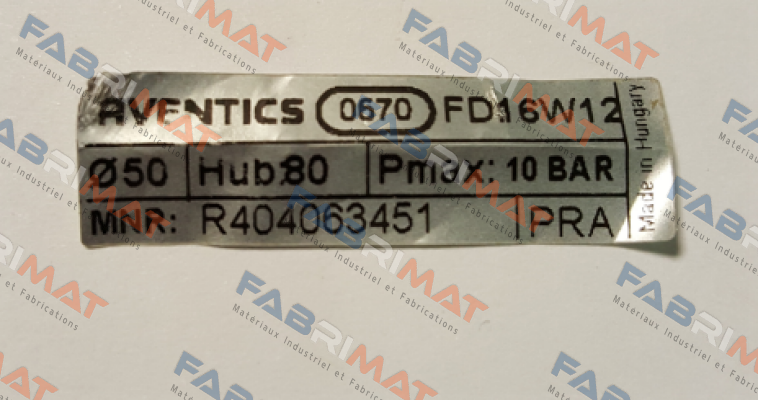 AVENTICS 0670 FD16W12
Ø50 Hub:80 Pmax: 10 BAR
MNR: R404063451 PRA
Made in Hungary
FABRIMAT
Matériaux Industriel et Fabrications